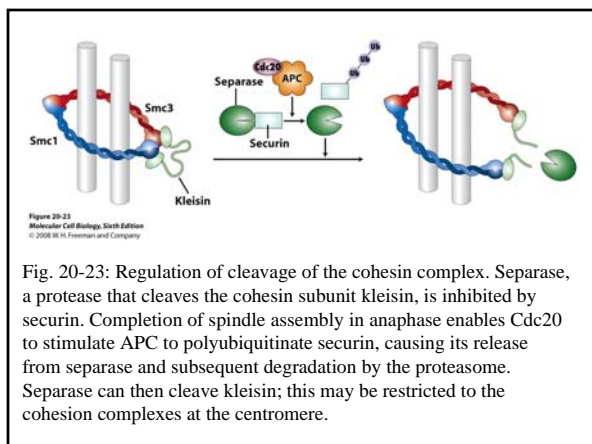 Cdc20
APC
Ub
Ub
Ub
Separase
Smc3
Smc1
Securin
Kleisin
Figure 20-23
Molecular Cell Biology, Sixth Edition
© 2008 W. H. Freeman and Company
Fig. 20-23: Regulation of cleavage of the cohesin complex. Separase,
a protease that cleaves the cohesin subunit kleisin, is inhibited by
securin. Completion of spindle assembly in anaphase enables Cdc20
to stimulate APC to polyubiquitinate securin, causing its release
from separase and subsequent degradation by the proteasome.
Separase can then cleave kleisin; this may be restricted to the
cohesion complexes at the centromere.